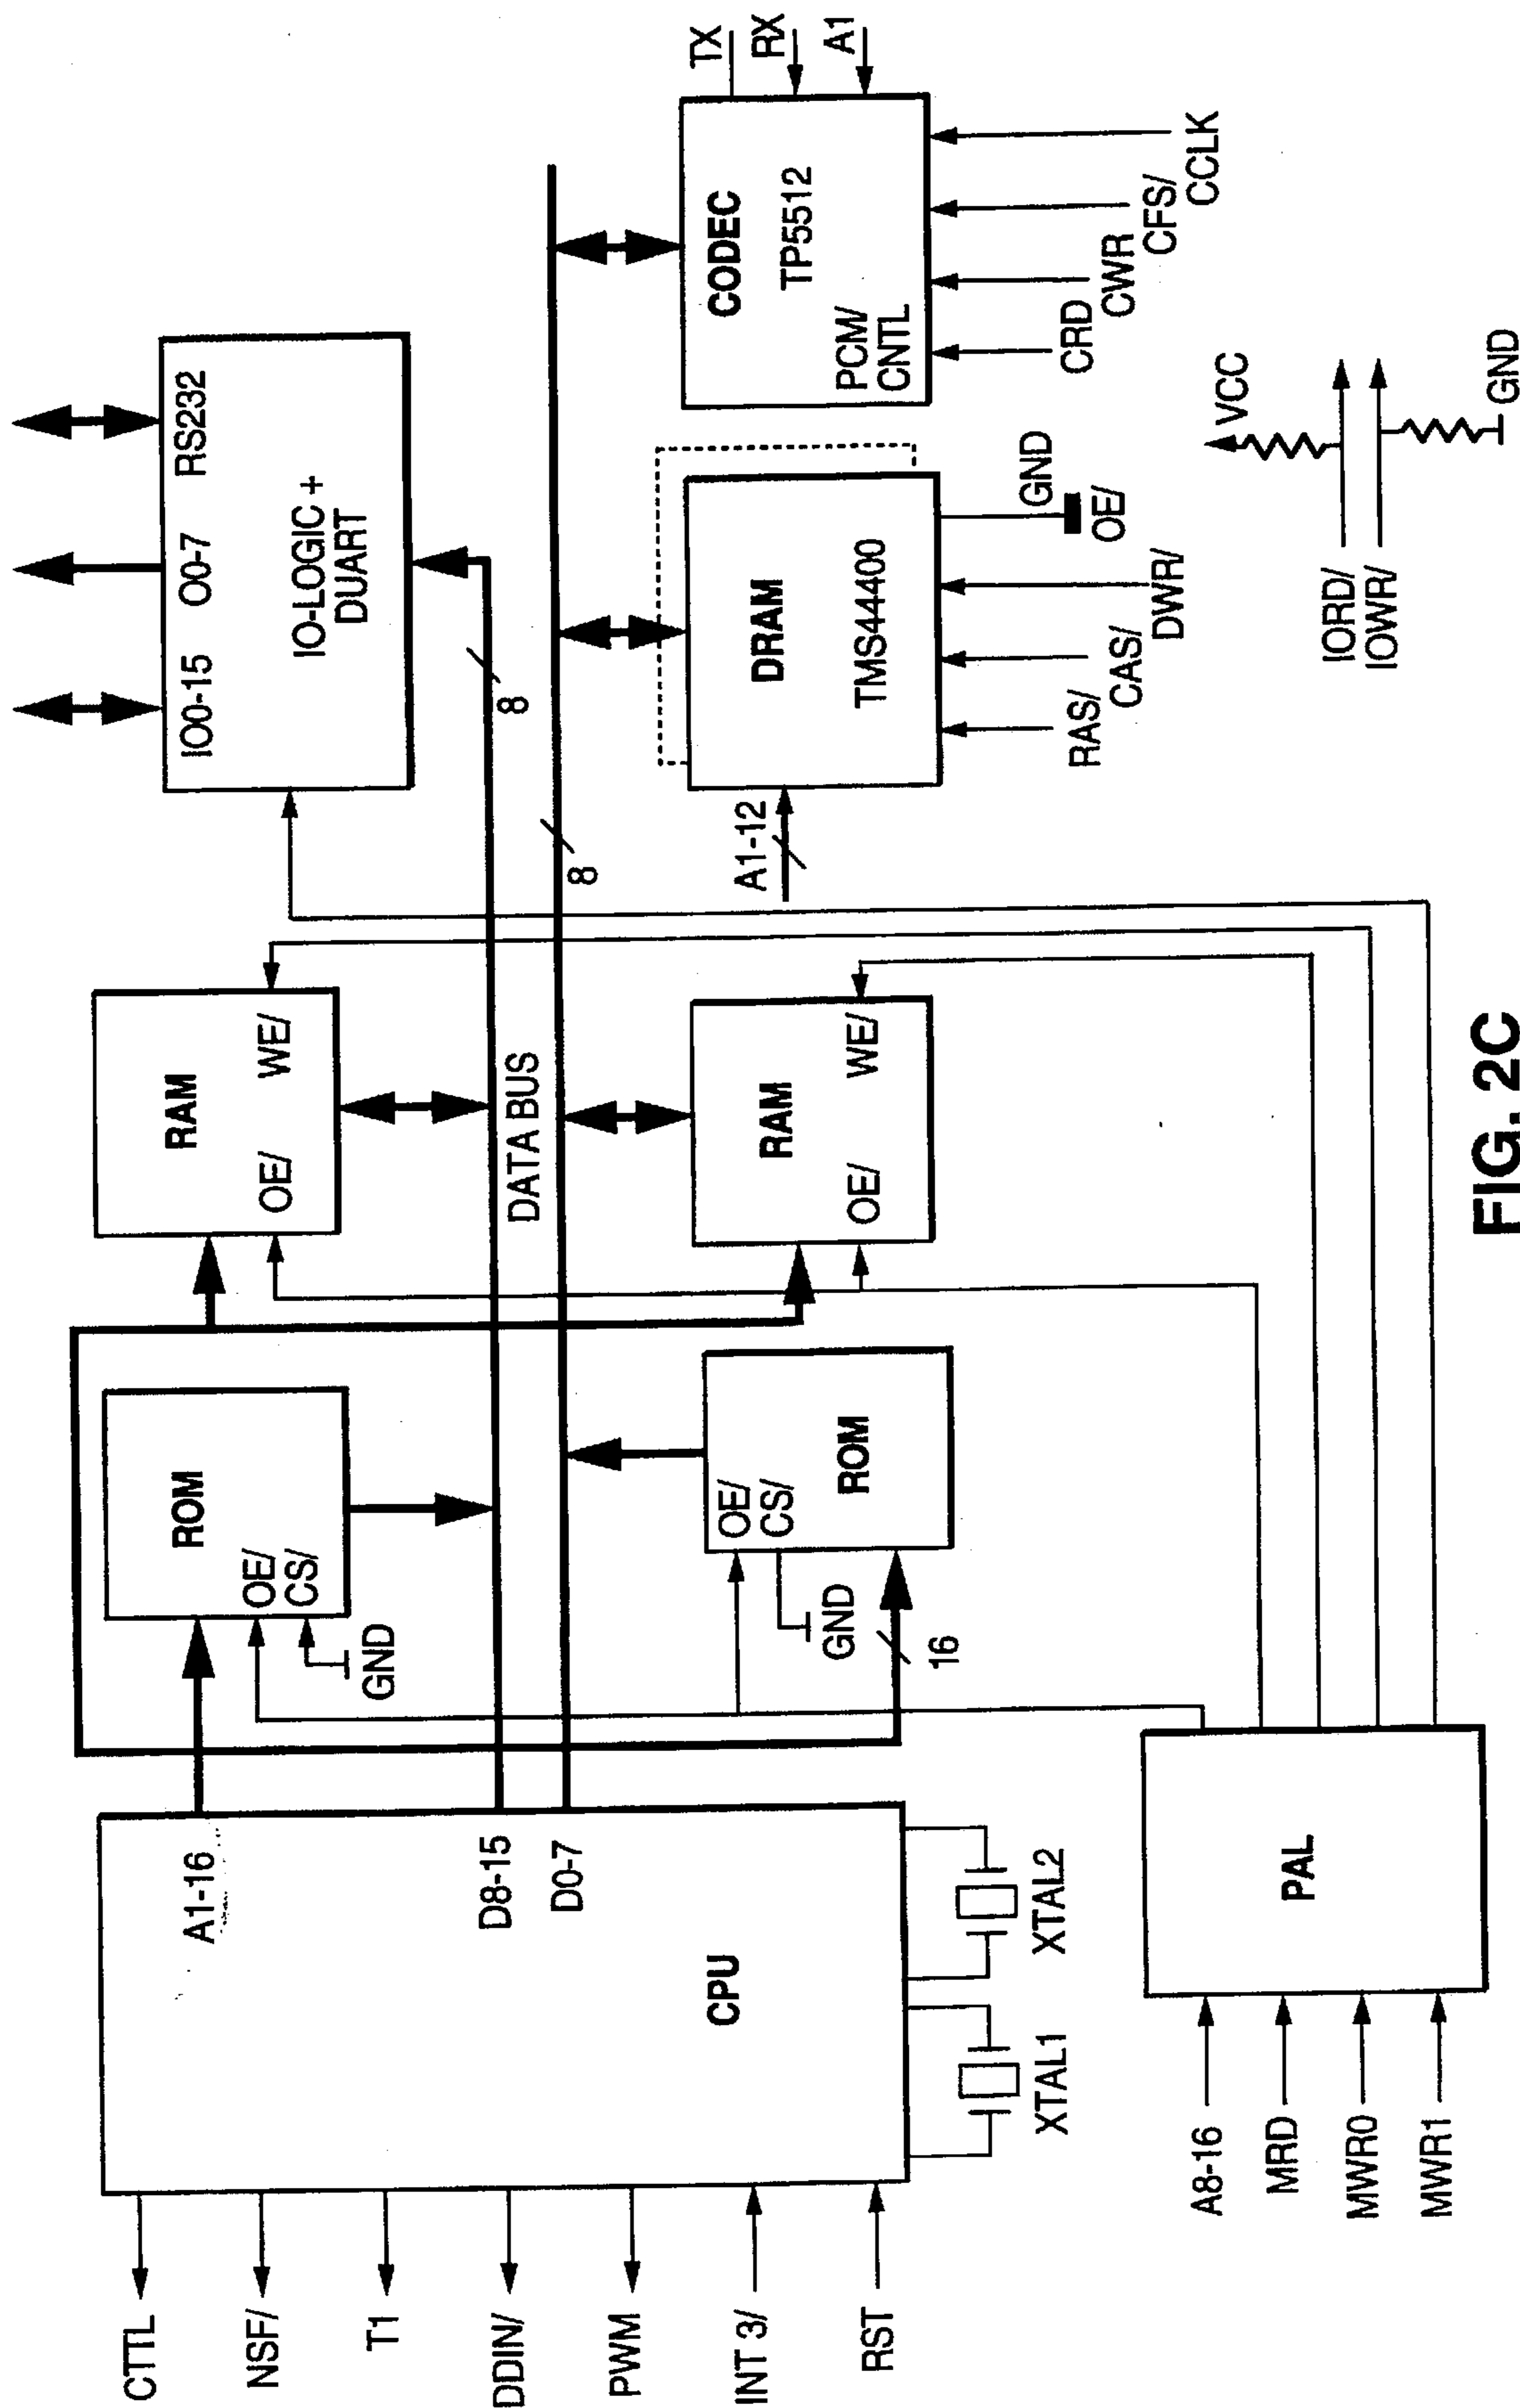 CTTL
NSF/
T1
DDIN/
PWM
INT 3/
RST
A1-16
D8-15
D0-7
CPU
XTAL1
XTAL2
ROM
OE/
CS/
GND
OE/
CS/
ROM
GND
16
RAM
OE/
WE/
DATA BUS
RAM
OE/
WE/
IO0-15
O0-7
RS232
IO-LOGIC +
DUART
8
8
A1-12
DRAM
TMS44400
RAS/
CAS/
DWR/
GND
OE/
CODEC
TP5512
PCM/
CNTL
TX
RX
A1
CRD
CWR
CFS/
CCLK
A8-16
MRD
MWR0
MWR1
PAL
IORD/
IOWR/
VCC
GND
FIG. 2C